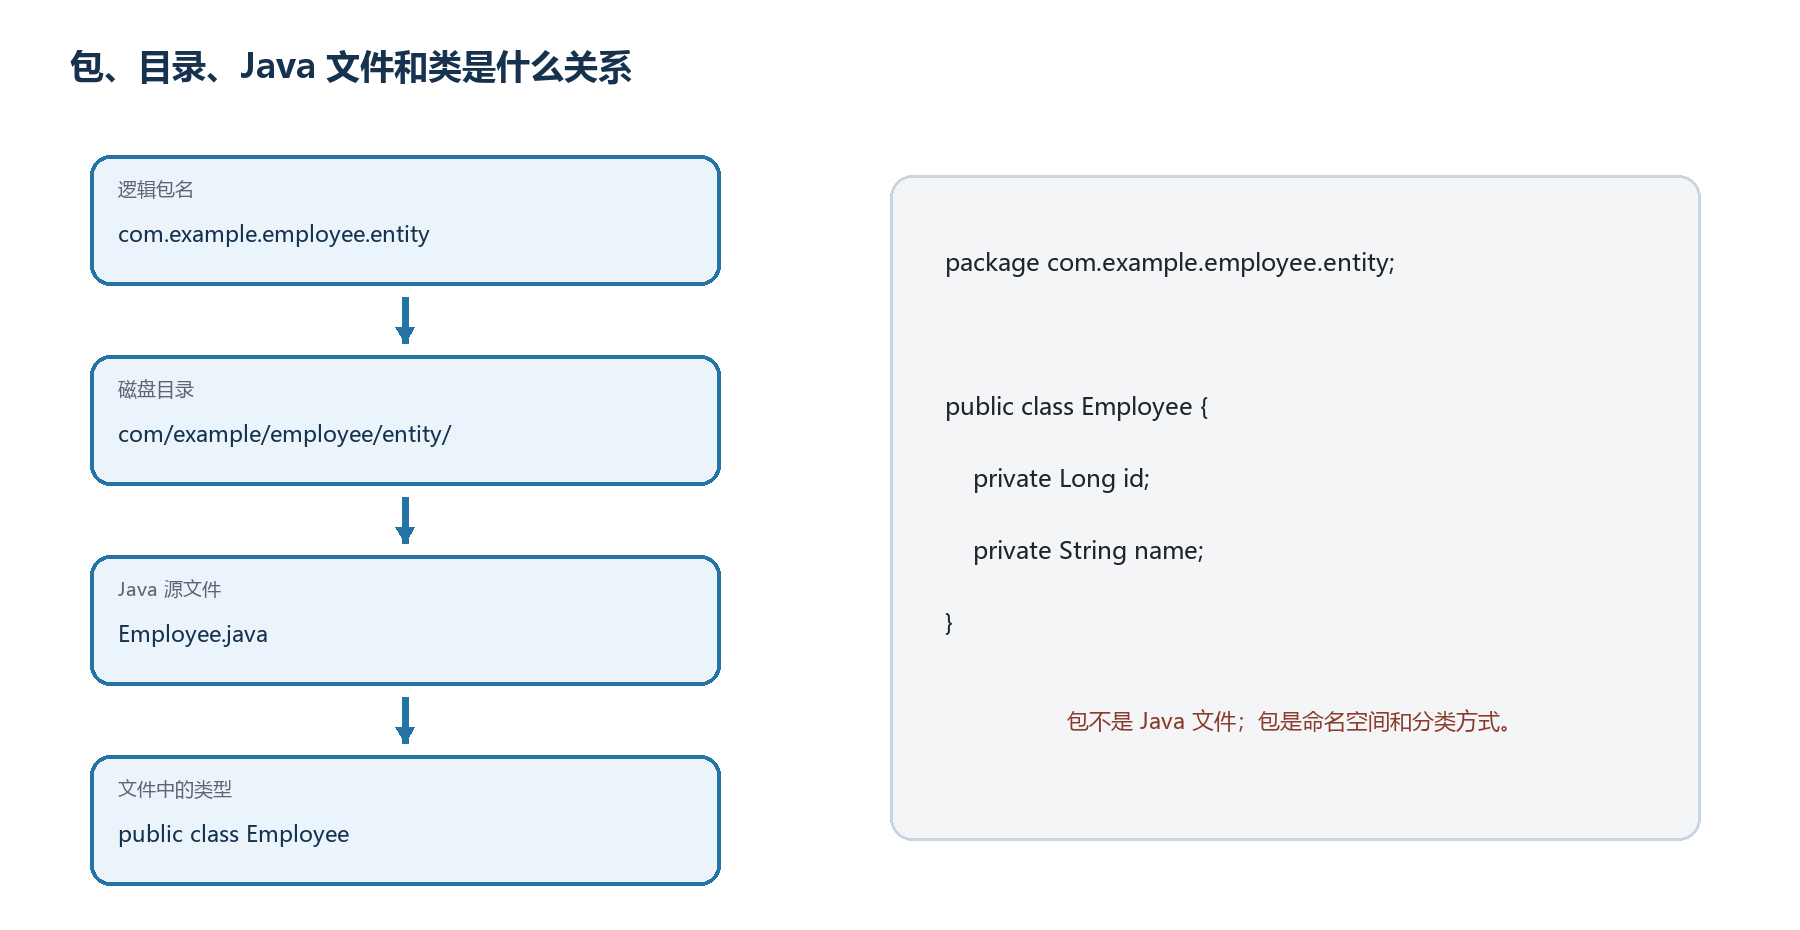 包、目录、Java 文件和类是什么关系
逻辑包名
com.example.employee.entity
磁盘目录
com/example/employee/entity/
Java 源文件
Employee.java
文件中的类型
public class Employee
package com.example.employee.entity;
public class Employee {
private Long id;
private String name;
}
包不是 Java 文件；包是命名空间和分类方式。